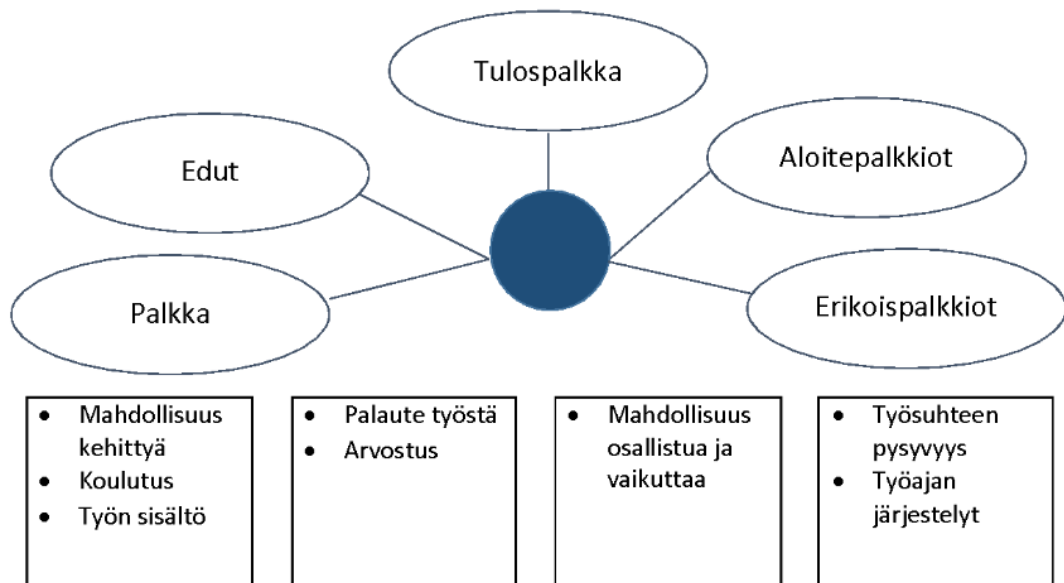 Tulospalkka
Edut
Aloitepalkkiot
Palkka
Erikoispalkkiot
• Mahdollisuus
kehittyä
• Koulutus
• Työn sisältö
• Palaute työstä
• Arvostus
• Mahdollisuus
osallistua ja
vaikuttaa
• Työsuhteen
pysyvyys
• Työajan
järjestelyt